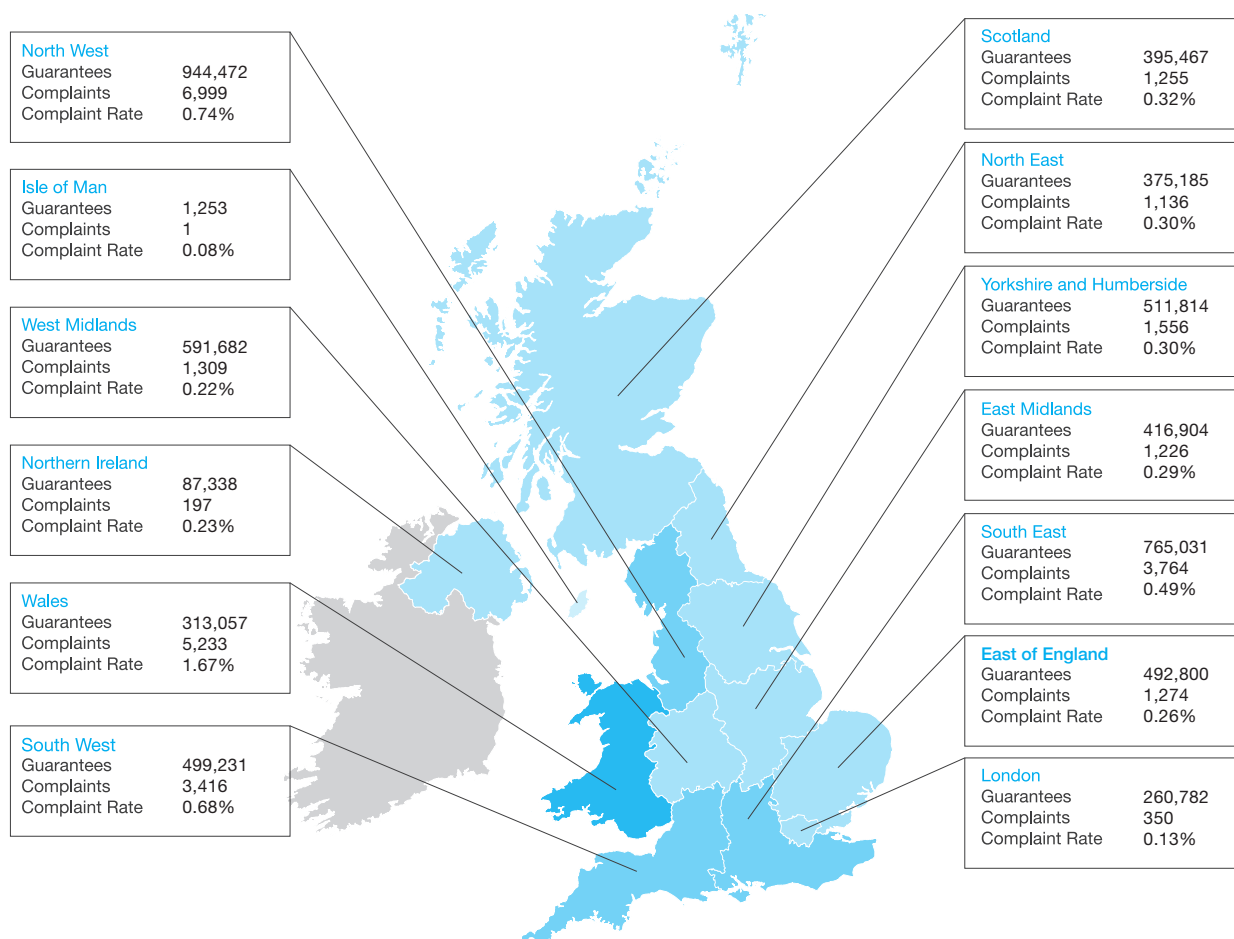 North West
Guarantees 944,472
Complaints 6,999
Complaint Rate 0.74%
Isle of Man
Guarantees 1,253
Complaints 1
Complaint Rate 0.08%
West Midlands
Guarantees 591,682
Complaints 1,309
Complaint Rate 0.22%
Northern Ireland
Guarantees 87,338
Complaints 197
Complaint Rate 0.23%
Wales
Guarantees 313,057
Complaints 5,233
Complaint Rate 1.67%
South West
Guarantees 499,231
Complaints 3,416
Complaint Rate 0.68%
Scotland
Guarantees 395,467
Complaints 1,255
Complaint Rate 0.32%
North East
Guarantees 375,185
Complaints 1,136
Complaint Rate 0.30%
Yorkshire and Humberside
Guarantees 511,814
Complaints 1,556
Complaint Rate 0.30%
East Midlands
Guarantees 416,904
Complaints 1,226
Complaint Rate 0.29%
South East
Guarantees 765,031
Complaints 3,764
Complaint Rate 0.49%
East of England
Guarantees 492,800
Complaints 1,274
Complaint Rate 0.26%
London
Guarantees 260,782
Complaints 350
Complaint Rate 0.13%